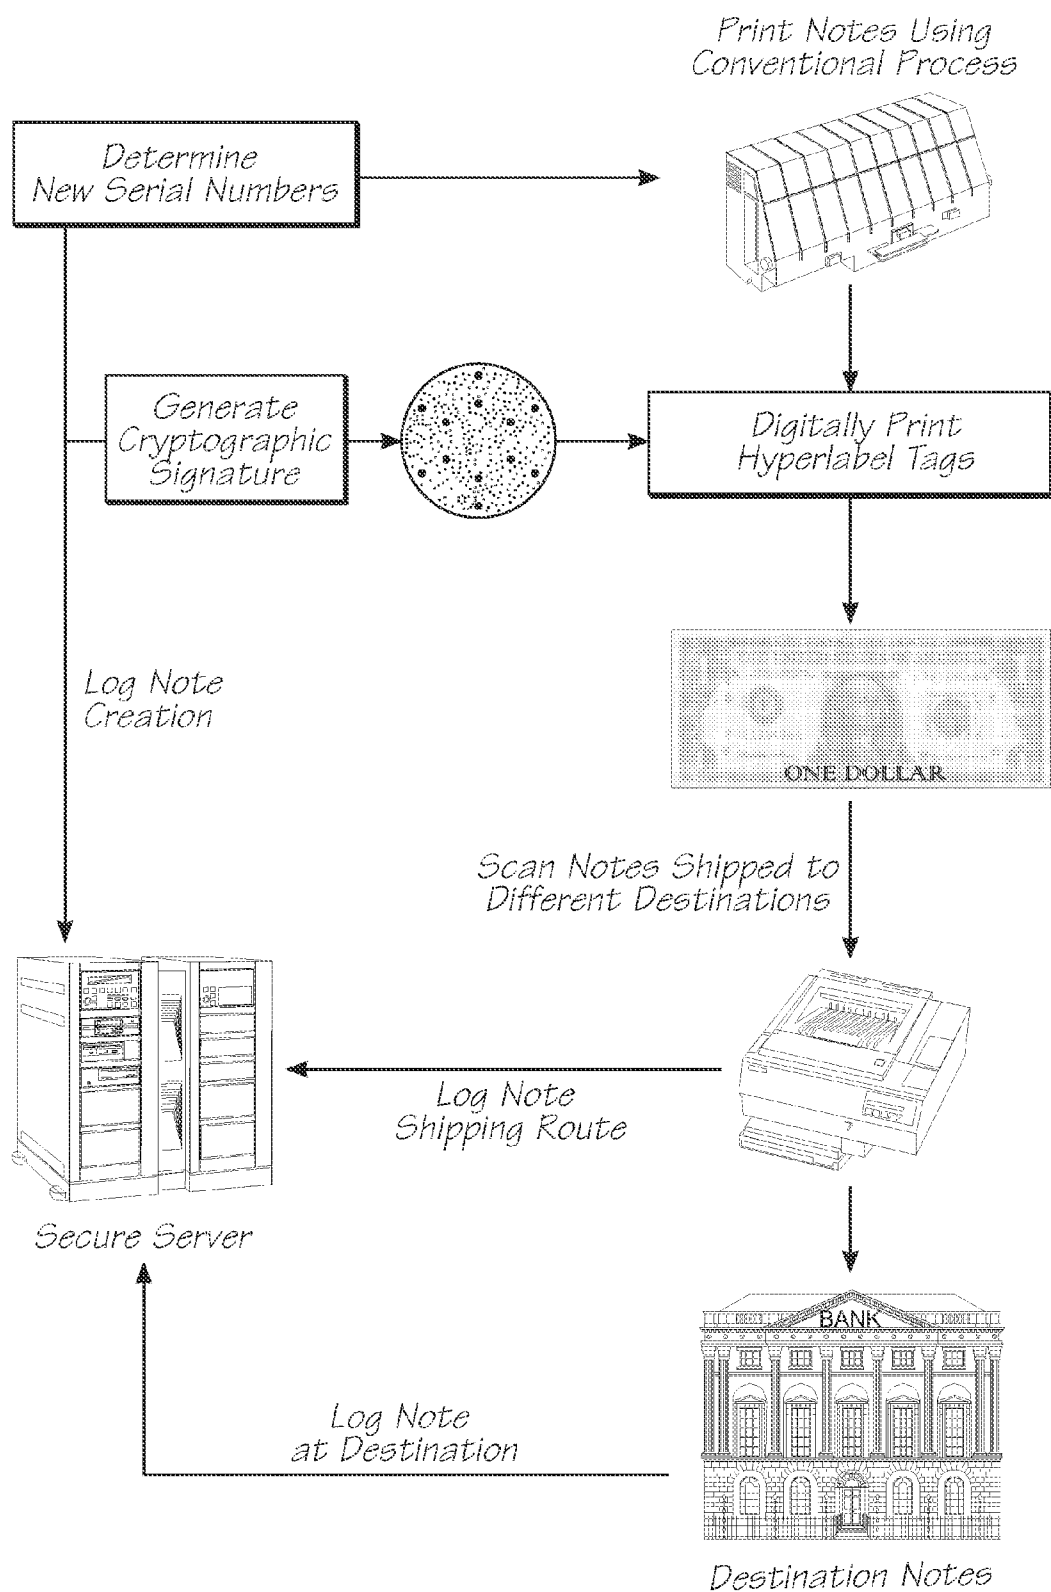 Print Notes Using
Conventional Process
Determine
New Serial Numbers
Generate
Cryptographic
Signature
Digitally Print
Hyperlabel Tags
Log Note
Creation
ONE DOLLAR
Scan Notes Shipped to
Different Destinations
Log Note
Shipping Route
Secure Server
BANK
Log Note
at Destination
Destination Notes